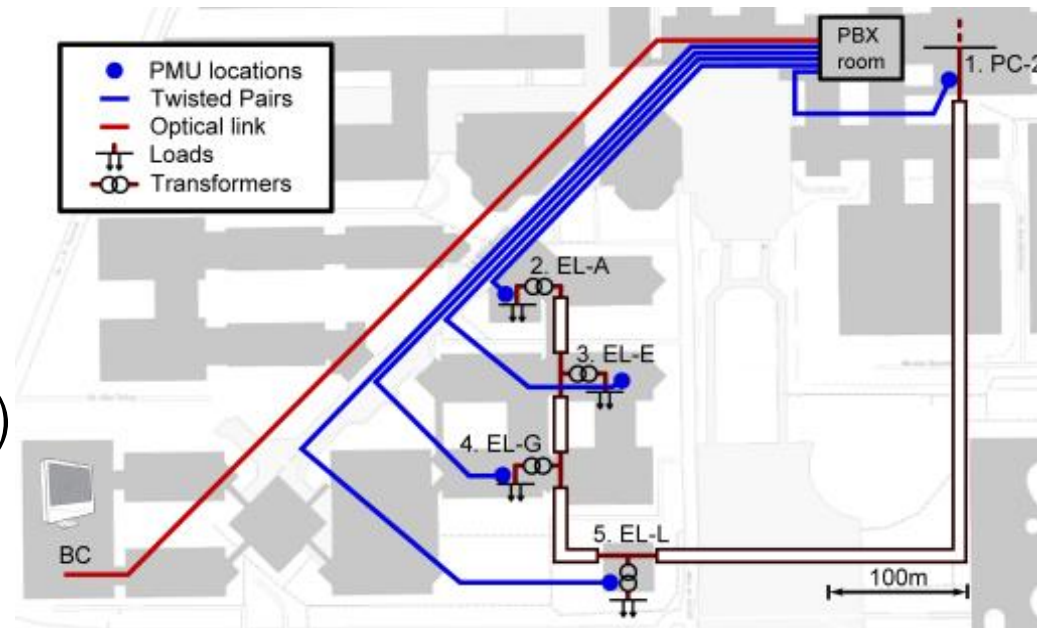 PMU locations
Twisted Pairs
Optical link
Loads
Transformers
PBX
room
1. PC-2
2. EL-A
3. EL-E
4. EL-G
5. EL-L
BC
100m
)